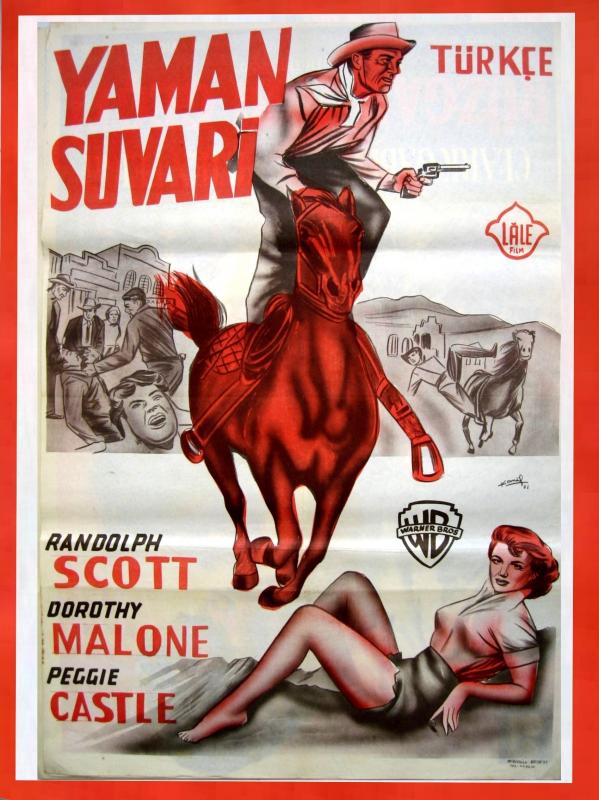 YAMAN
SUVARİ
TÜRKÇE
LÂLE
FİLM
WARNER BROS
WB
RANDOLPH
SCOTT
DOROTHY
MALONE
PEGGIE
CASTLE